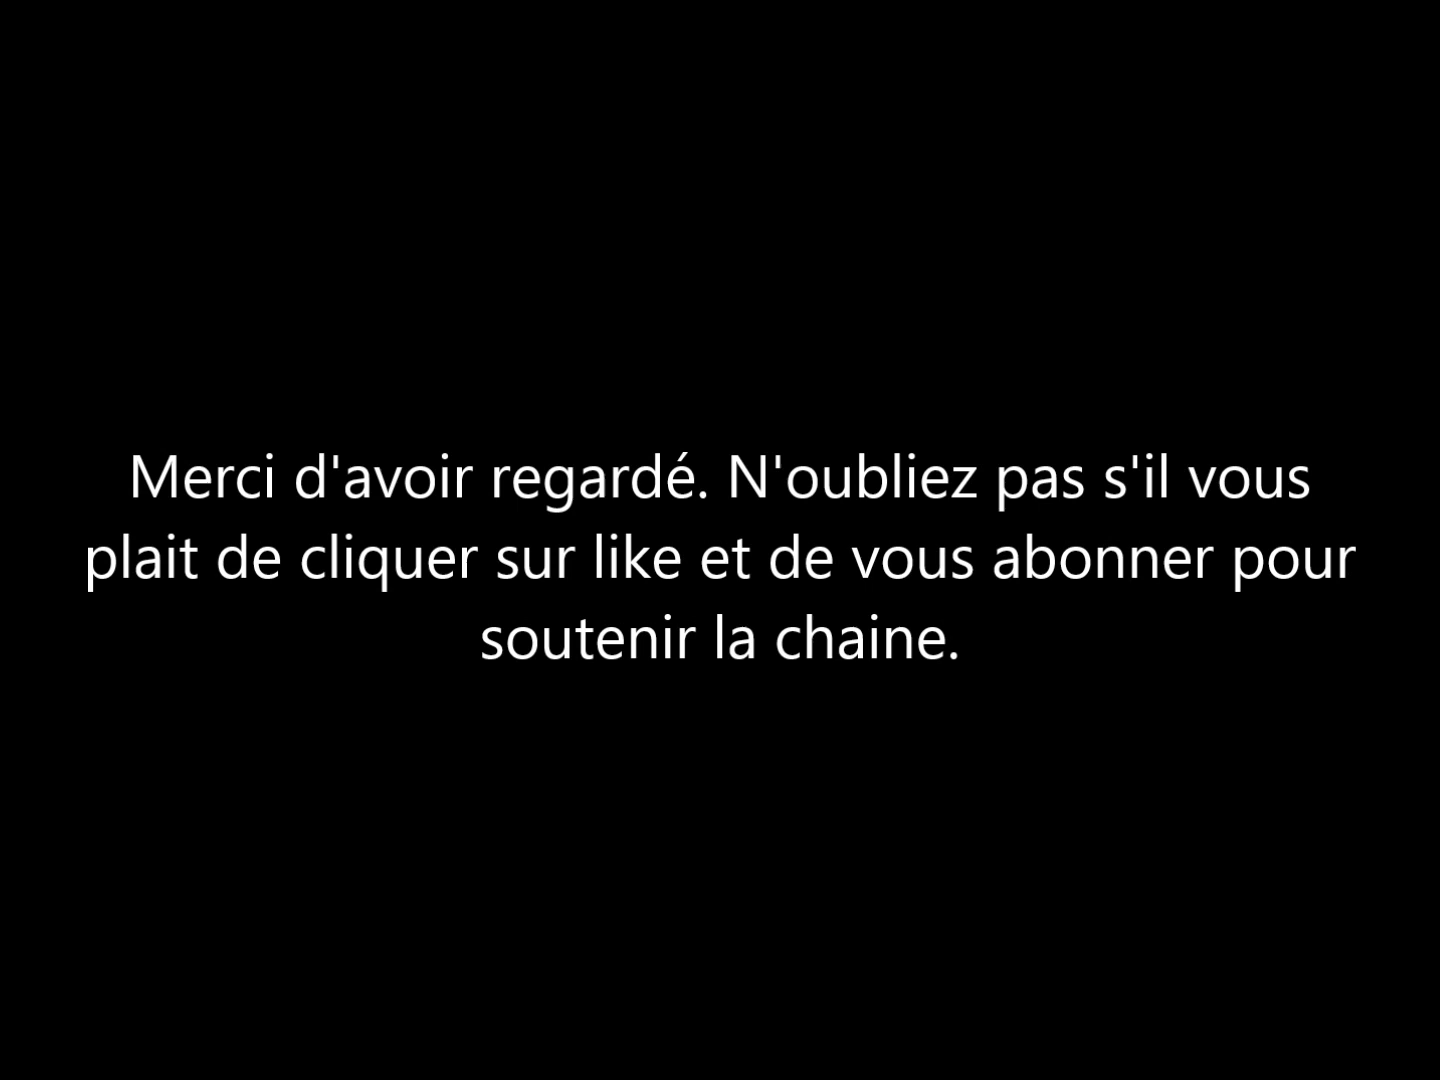 Merci d'avoir regardé. N'oubliez pas s'il vous
plait de cliquer sur like et de vous abonner pour
soutenir la chaine.